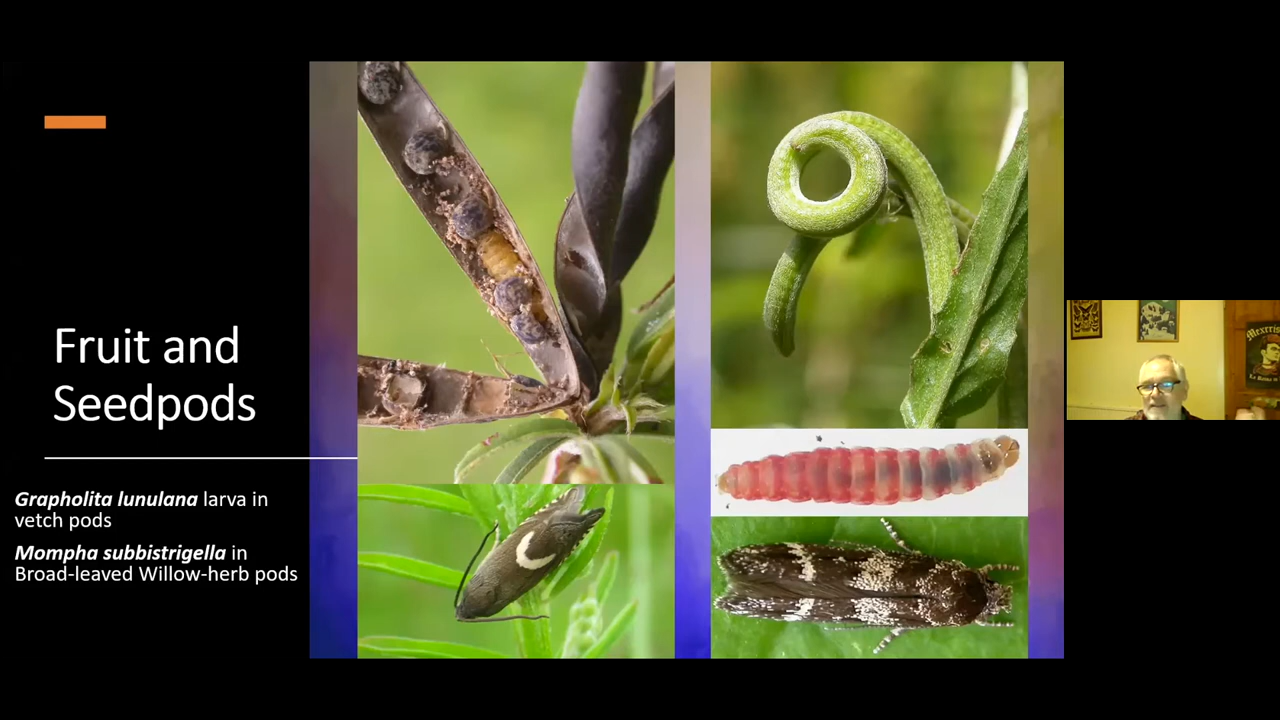 Fruit and
Seedpods
Grapholita lunulana larva in
vetch pods
Mompha subbistrigella in
Broad-leaved Willow-herb pods